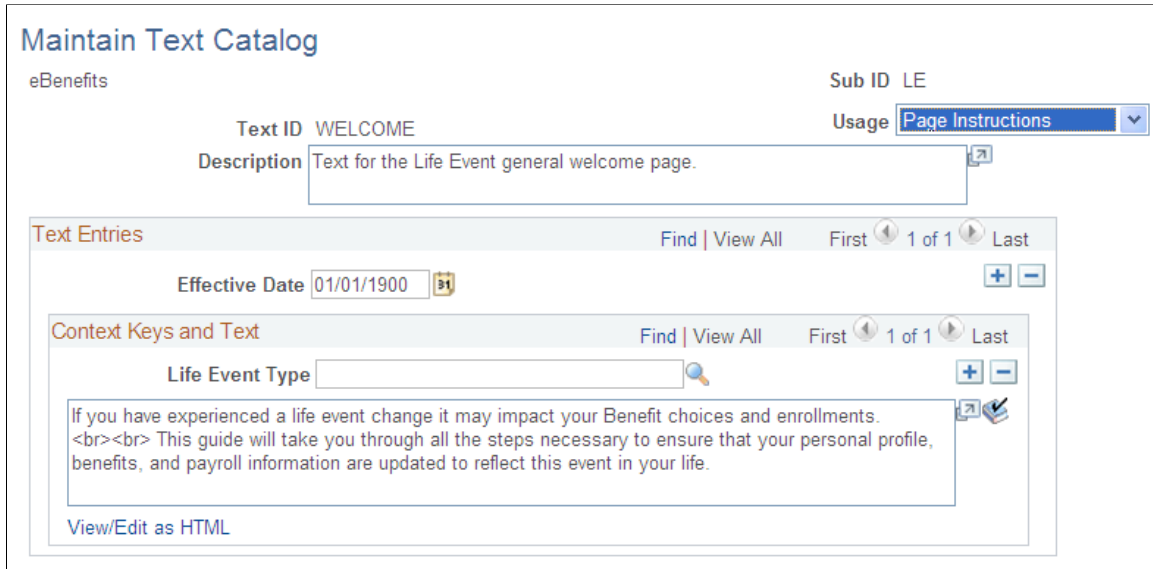 Maintain Text Catalog
eBenefits Sub ID LE
Text ID WELCOME Usage Page Instructions
Description Text for the Life Event general welcome page.
Text Entries Find | View All First 1 of 1 Last
Effective Date 01/01/1900 31
Context Keys and Text Find | View All First 1 of 1 Last
Life Event Type
If you have experienced a life event change it may impact your Benefit choices and enrollments.
<br><br> This guide will take you through all the steps necessary to ensure that your personal profile,
benefits, and payroll information are updated to reflect this event in your life.
View/Edit as HTML